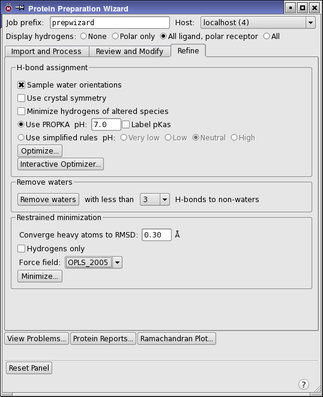 Protein Preparation Wizard
Job prefix: prepwizard Host: localhost (4)
Display hydrogens: None Polar only All ligand, polar receptor All
Import and Process Review and Modify Refine
H-bond assignment
Sample water orientations
Use crystal symmetry
Minimize hydrogens of altered species
Use PROPKA pH: 7.0 Label pKas
Use simplified rules pH: Very low Low Neutral High
Optimize...
Interactive Optimizer...
Remove waters
Remove waters with less than 3 H-bonds to non-waters
Restrained minimization
Converge heavy atoms to RMSD: 0.30 Å
Hydrogens only
Force field: OPLS_2005
Minimize...
View Problems... Protein Reports... Ramachandran Plot...
Reset Panel
?